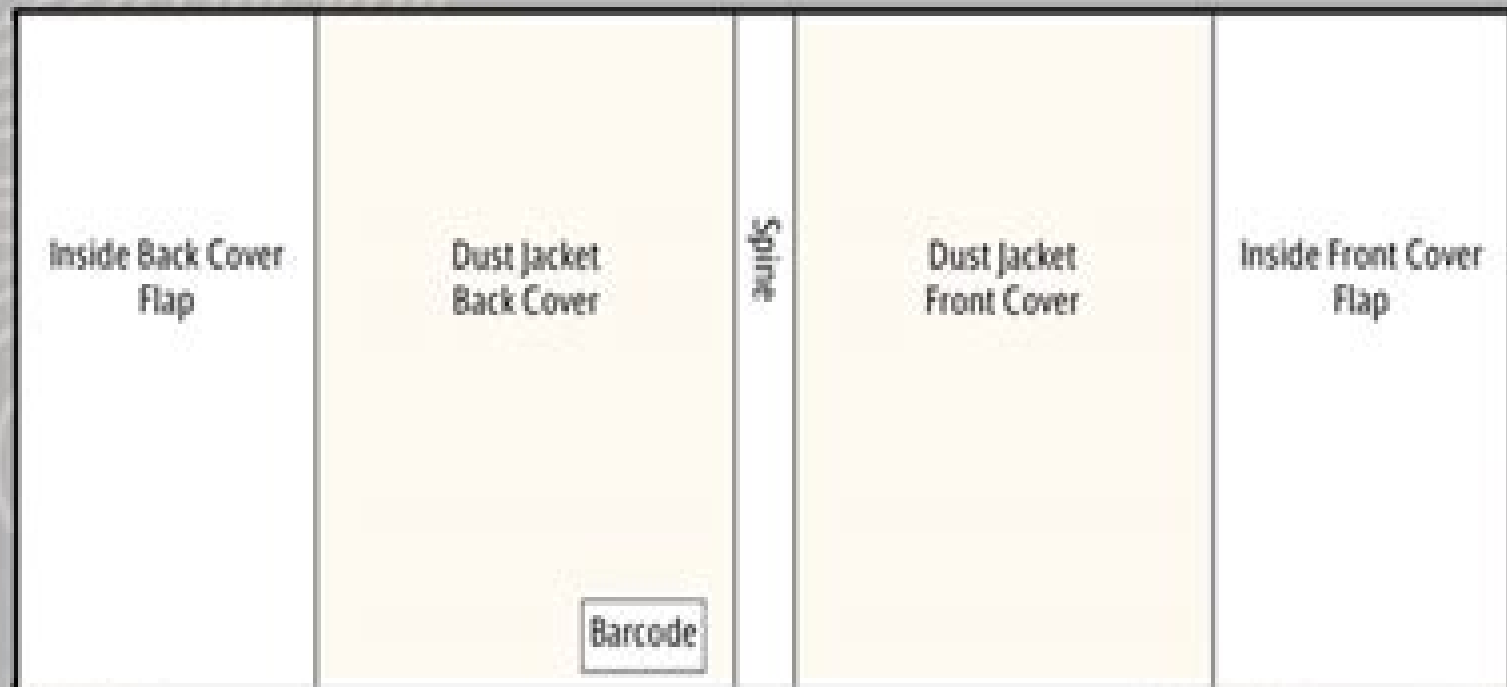 Inside Back Cover
Flap
Dust Jacket
Back Cover
Spine
Dust Jacket
Front Cover
Inside Front Cover
Flap
Barcode